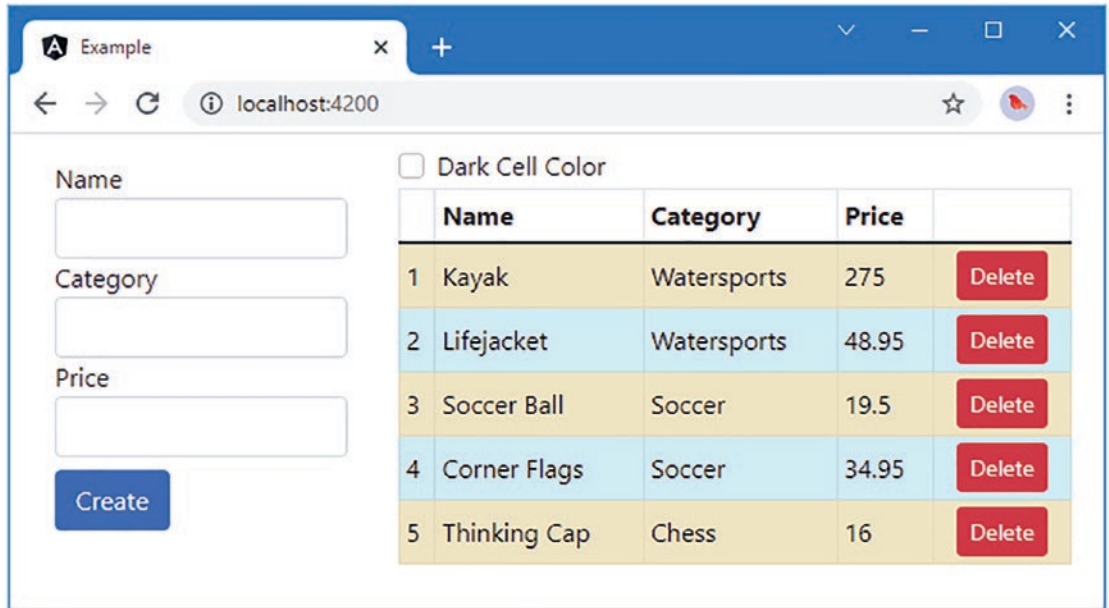 Example
localhost:4200
Name
Category
Price
Create
Dark Cell Color
Name Category Price
1 Kayak Watersports 275 Delete
2 Lifejacket Watersports 48.95 Delete
3 Soccer Ball Soccer 19.5 Delete
4 Corner Flags Soccer 34.95 Delete
5 Thinking Cap Chess 16 Delete